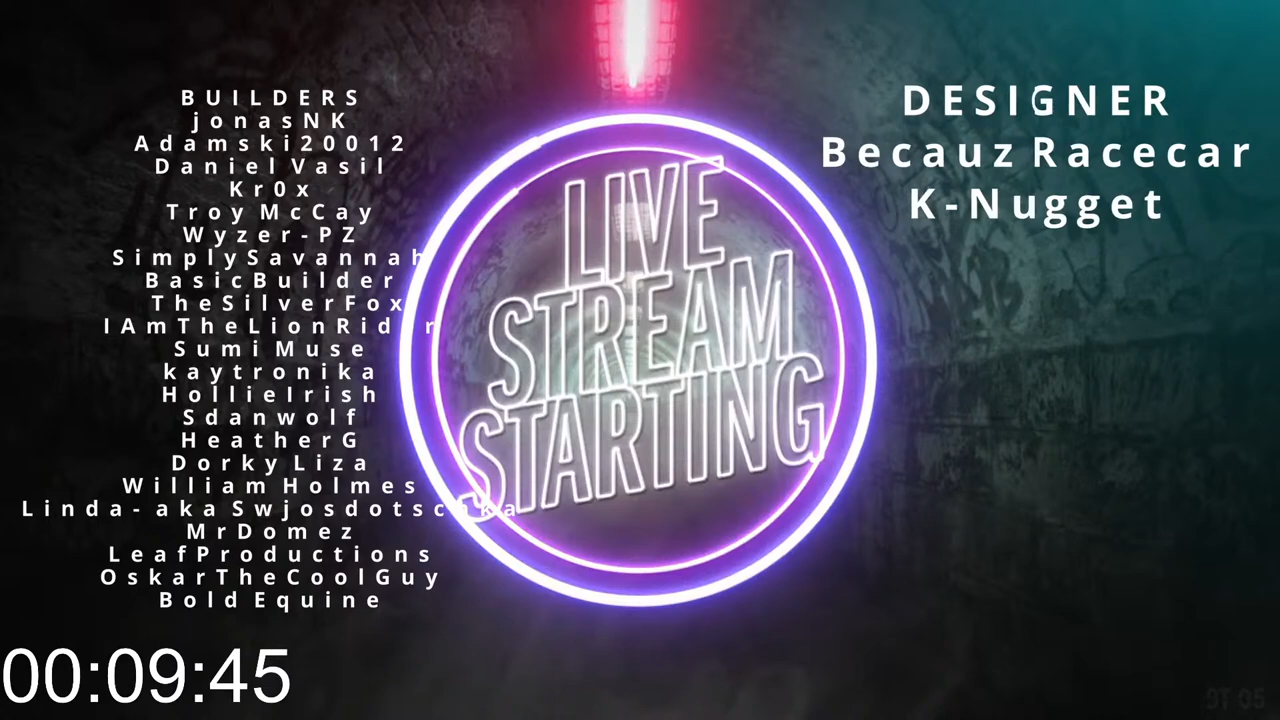 BUILDERS
jonasNK
Adamski20012
Daniel Vasil
Kr0x
Troy McCay
Wyzer-PZ
SimplySavannah
BasicBuilder
TheSilverFox
IAmTheLionRider
Sumi Muse
kaytronika
HollieIrish
Sdanwolf
HeatherG
Dorky Liza
William Holmes
Linda- aka Swjosdotschka
MrDomez
LeafProductions
OskarTheCoolGuy
Bold Equine
LIVE
STREAM
STARTING
DESIGNER
Becauz Racecar
K-Nugget
00:09:45